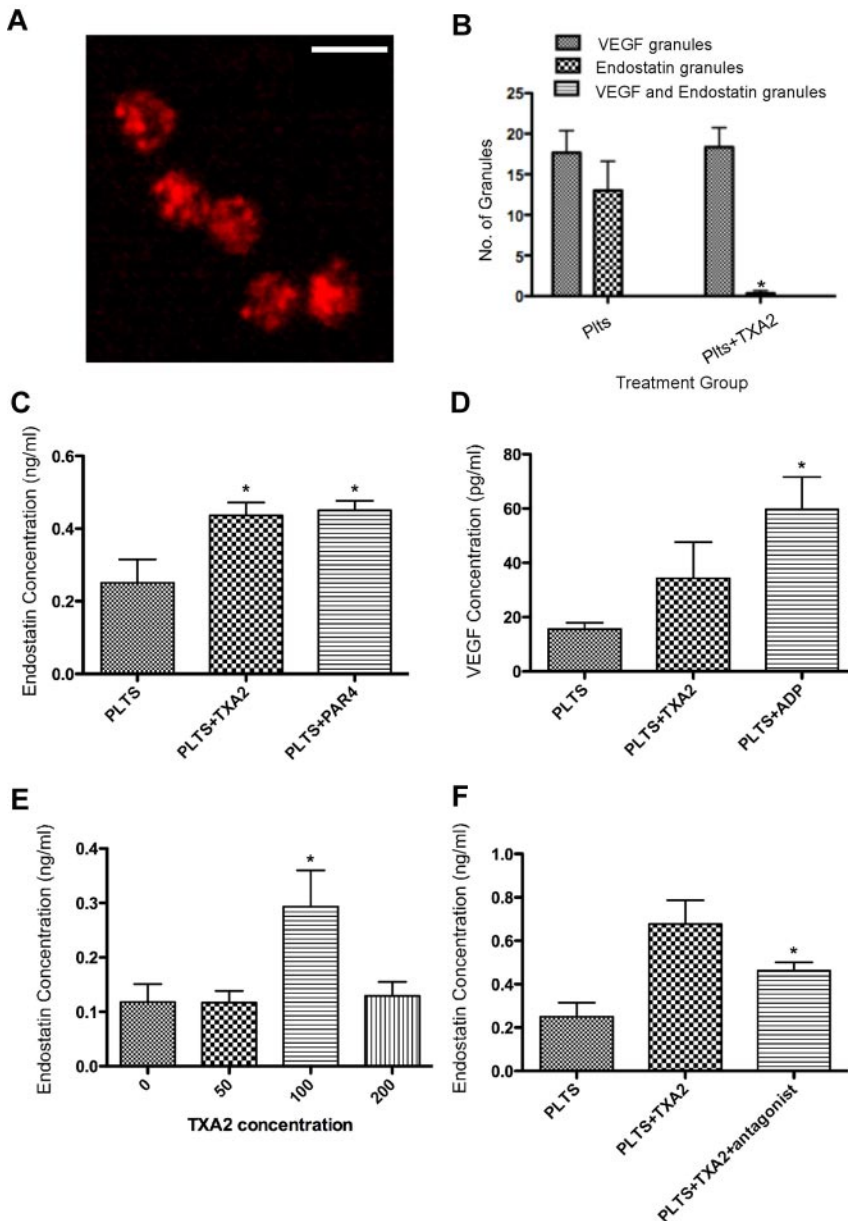 A
B
VEGF granules
Endostatin granules
VEGF and Endostatin granules
No. of Granules
25
20
15
10
5
0
Plts
Plts+TXA2
*
Treatment Group
C
Endostatin Concentration (ng/ml)
0.6
0.4
0.2
0.0
*
*
PLTS
PLTS+TXA2
PLTS+PAR4
D
VEGF Concentration (pg/ml)
80
60
40
20
0
*
PLTS
PLTS+TXA2
PLTS+ADP
E
Endostatin Concentration (ng/ml)
0.4
0.3
0.2
0.1
0.0
*
0
50
100
200
TXA2 concentration
F
Endostatin Concentration (ng/ml)
1.0
0.8
0.6
0.4
0.2
0.0
*
PLTS
PLTS+TXA2
PLTS+TXA2+antagonist